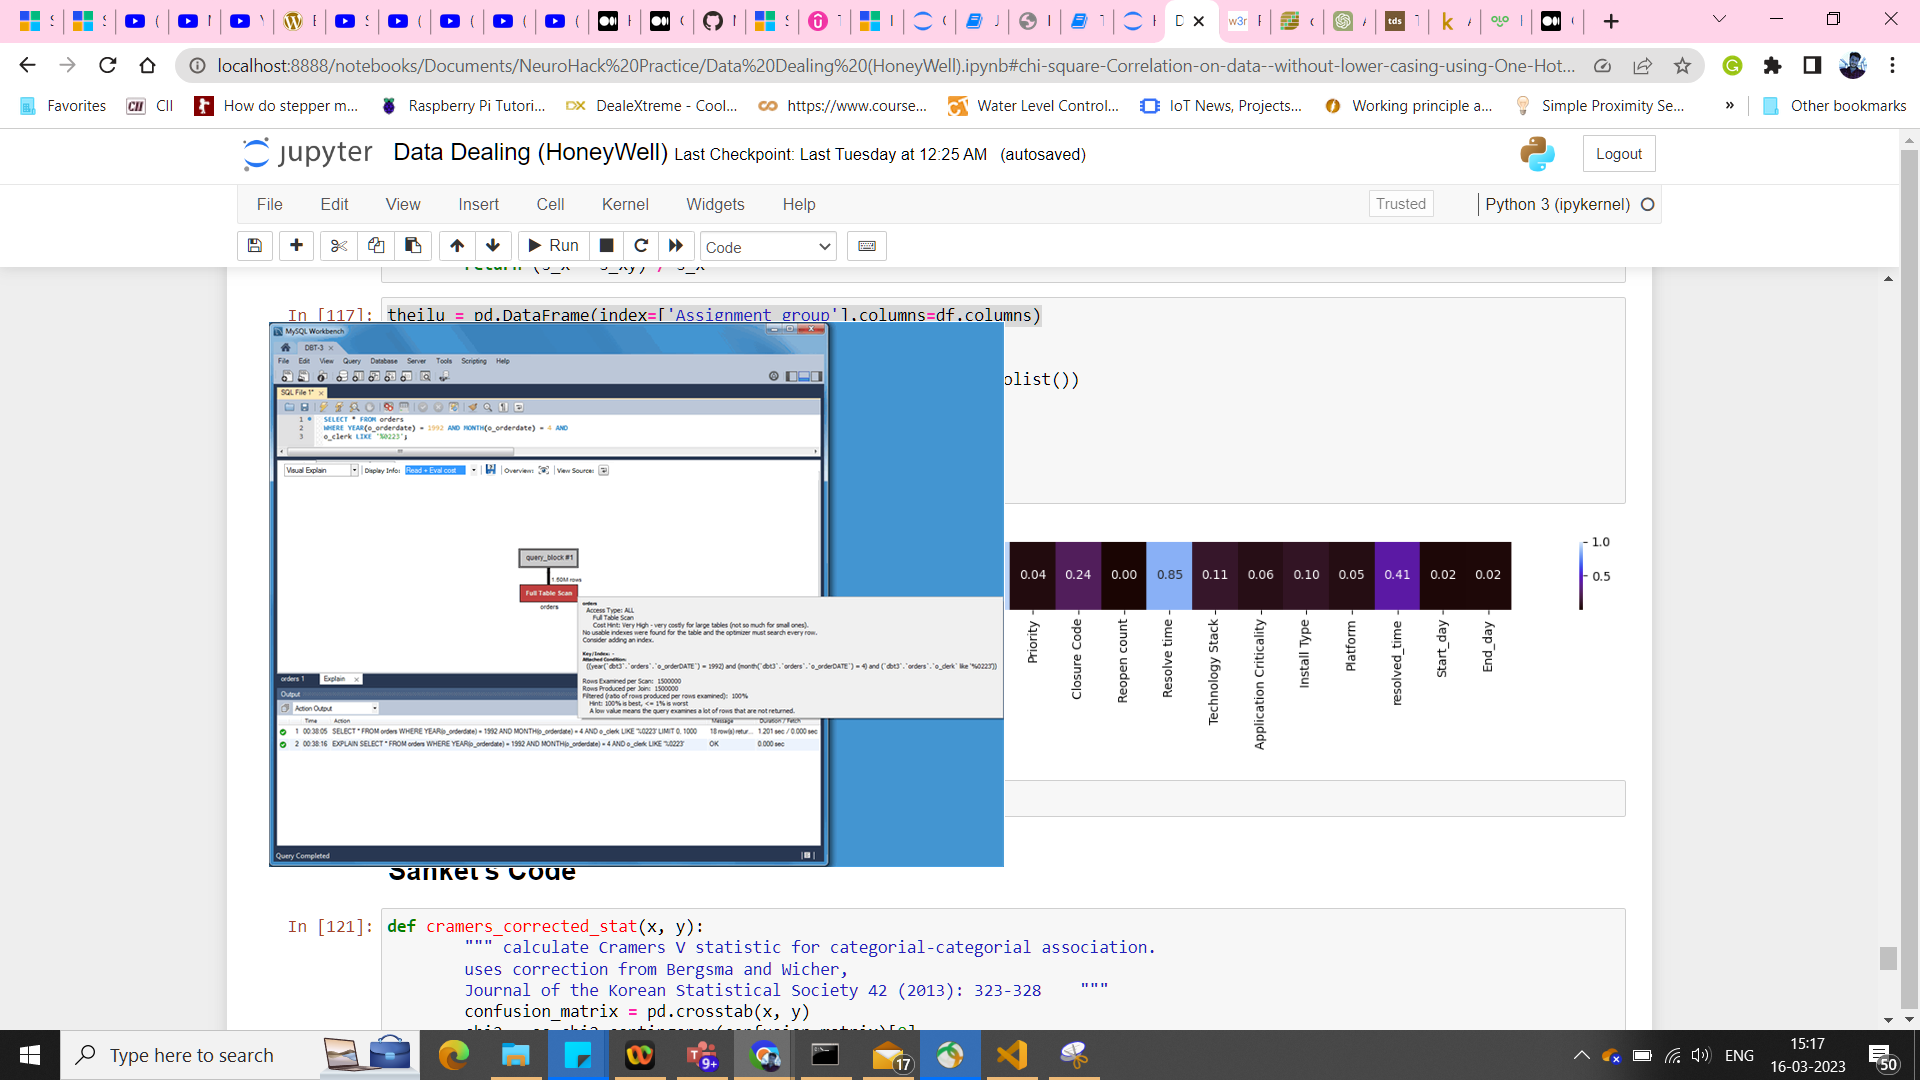 localhost:8888/notebooks/Documents/NeuroHack%20Practice/Data%20Dealing%20(HoneyWell).ipynb#chi-square-Correlation-on-data--without-lower-casing-using-One-Hot...
Favorites CII How do stepper m... Raspberry Pi Tutori... DealeXtreme - Cool... https://www.course... Water Level Control... IoT News, Projects... Working principle a... Simple Proximity Se... » Other bookmarks
jupyter Data Dealing (HoneyWell) Last Checkpoint: Last Tuesday at 12:25 AM (autosaved) Logout
File Edit View Insert Cell Kernel Widgets Help Trusted Python 3 (ipykernel)
Run Code
In [117]: theilu = pd.DataFrame(index=['Assignment group'],columns=df.columns)
olist())
MySQL Workbench
DBT-3
File Edit View Query Database Server Tools Scripting Help
SQL File 1*
1 SELECT * FROM orders
2 WHERE YEAR(o_orderdate) = 1992 AND MONTH(o_orderdate) = 4 AND
3 o_clerk LIKE '%0223';
Visual Explain Display Info: Read + Eval cost Overview: View Source:
query_block #1
1.50M rows
Full Table Scan
orders
orders
Access Type: ALL
Full Table Scan
Cost Hint: Very High - very costly for large tables (not so much for small ones).
No usable indexes were found for the table and the optimizer must search every row.
Consider adding an index.
Key/Index: -
Attached Condition:
((year(`dbt3`.`orders`.`o_orderDATE`) = 1992) and (month(`dbt3`.`orders`.`o_orderDATE`) = 4) and (`dbt3`.`orders`.`o_clerk` like '%0223'))
Rows Examined per Scan: 1500000
Rows Produced per Join: 1500000
Filtered (ratio of rows produced per rows examined): 100%
Hint: 100% is best, <= 1% is worst
A low value means the query examines a lot of rows that are not returned.
orders 1 Explain
Output
Action Output
Time Action Message Duration / Fetch
1 00:38:05 SELECT * FROM orders WHERE YEAR(o_orderdate) = 1992 AND MONTH(o_orderdate) = 4 AND o_clerk LIKE '%0223' LIMIT 0, 1000 18 row(s) retur... 1.201 sec / 0.000 sec
2 00:38:16 EXPLAIN SELECT * FROM orders WHERE YEAR(o_orderdate) = 1992 AND MONTH(o_orderdate) = 4 AND o_clerk LIKE '%0223' OK 0.000 sec
Query Completed
0.04 0.24 0.00 0.85 0.11 0.06 0.10 0.05 0.41 0.02 0.02
1.0
0.5
Priority
Closure Code
Reopen count
Resolve time
Technology Stack
Application Criticality
Install Type
Platform
resolved_time
Start_day
End_day
Sanket's Code
In [121]: def cramers_corrected_stat(x, y):
""" calculate Cramers V statistic for categorial-categorial association.
uses correction from Bergsma and Wicher,
Journal of the Korean Statistical Society 42 (2013): 323-328 """
confusion_matrix = pd.crosstab(x, y)
Type here to search
9+
17
ENG
15:17
16-03-2023
50